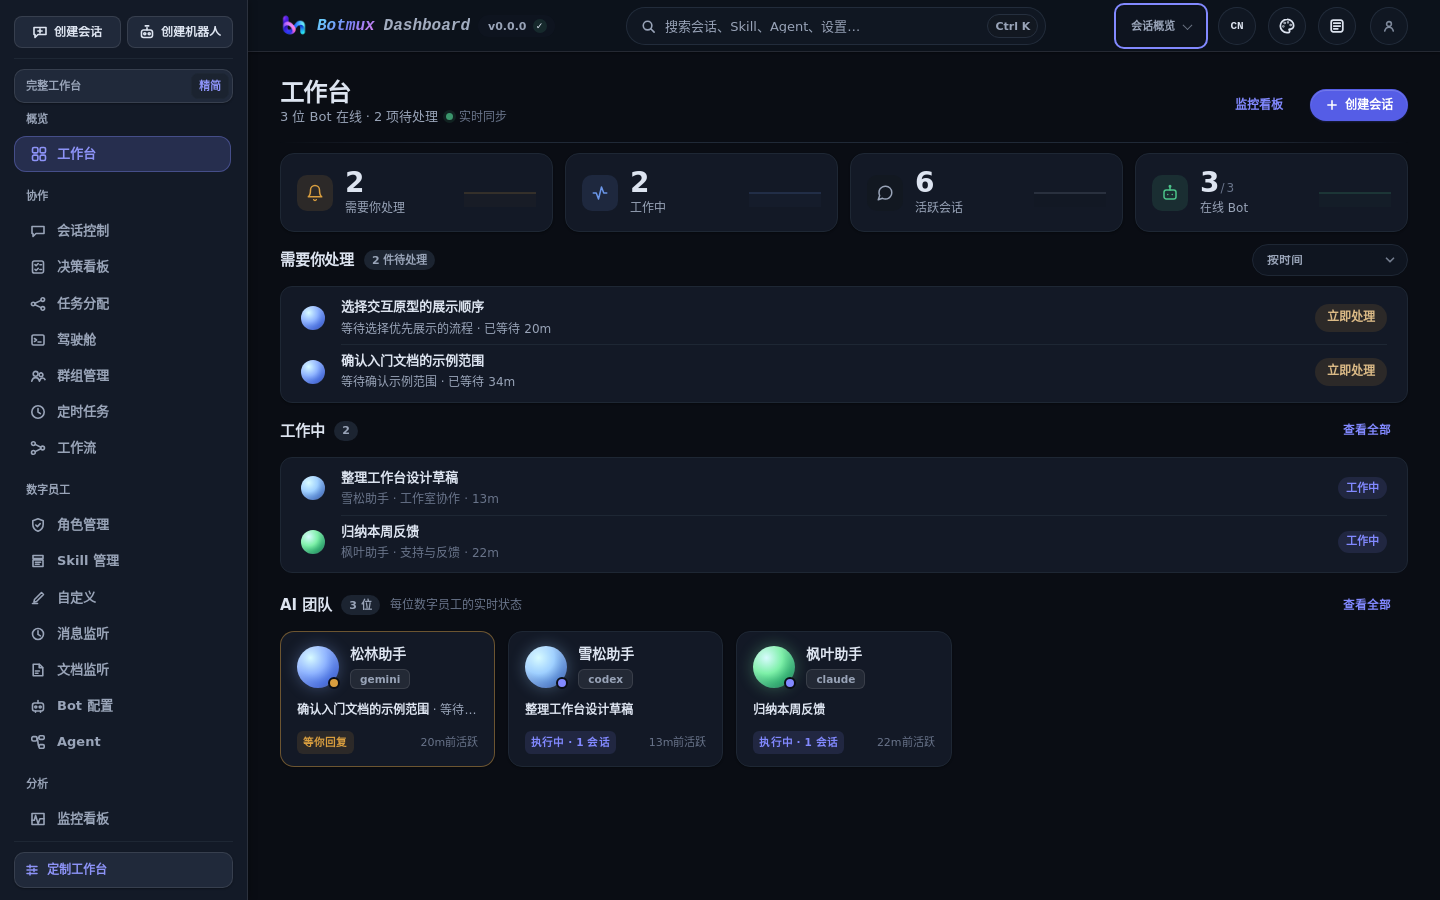 创建会话
创建机器人
完整工作台
精简
概览
工作台
协作
会话控制
决策看板
任务分配
驾驶舱
群组管理
定时任务
工作流
数字员工
角色管理
Skill 管理
自定义
消息监听
文档监听
Bot 配置
Agent
分析
监控看板
定制工作台
Botmux Dashboard
v0.0.0 ✓
搜索会话、Skill、Agent、设置…
Ctrl K
会话概览
CN
工作台
3 位 Bot 在线 · 2 项待处理
实时同步
监控看板
创建会话
2
需要你处理
2
工作中
6
活跃会话
3/3
在线 Bot
需要你处理
2 件待处理
按时间
选择交互原型的展示顺序
等待选择优先展示的流程 · 已等待 20m
立即处理
确认入门文档的示例范围
等待确认示例范围 · 已等待 34m
立即处理
工作中
2
查看全部
整理工作台设计草稿
雪松助手 · 工作室协作 · 13m
工作中
归纳本周反馈
枫叶助手 · 支持与反馈 · 22m
工作中
AI 团队
3 位
每位数字员工的实时状态
查看全部
松林助手
gemini
确认入门文档的示例范围 · 等待…
等你回复
20m前活跃
雪松助手
codex
整理工作台设计草稿
执行中 · 1 会话
13m前活跃
枫叶助手
claude
归纳本周反馈
执行中 · 1 会话
22m前活跃